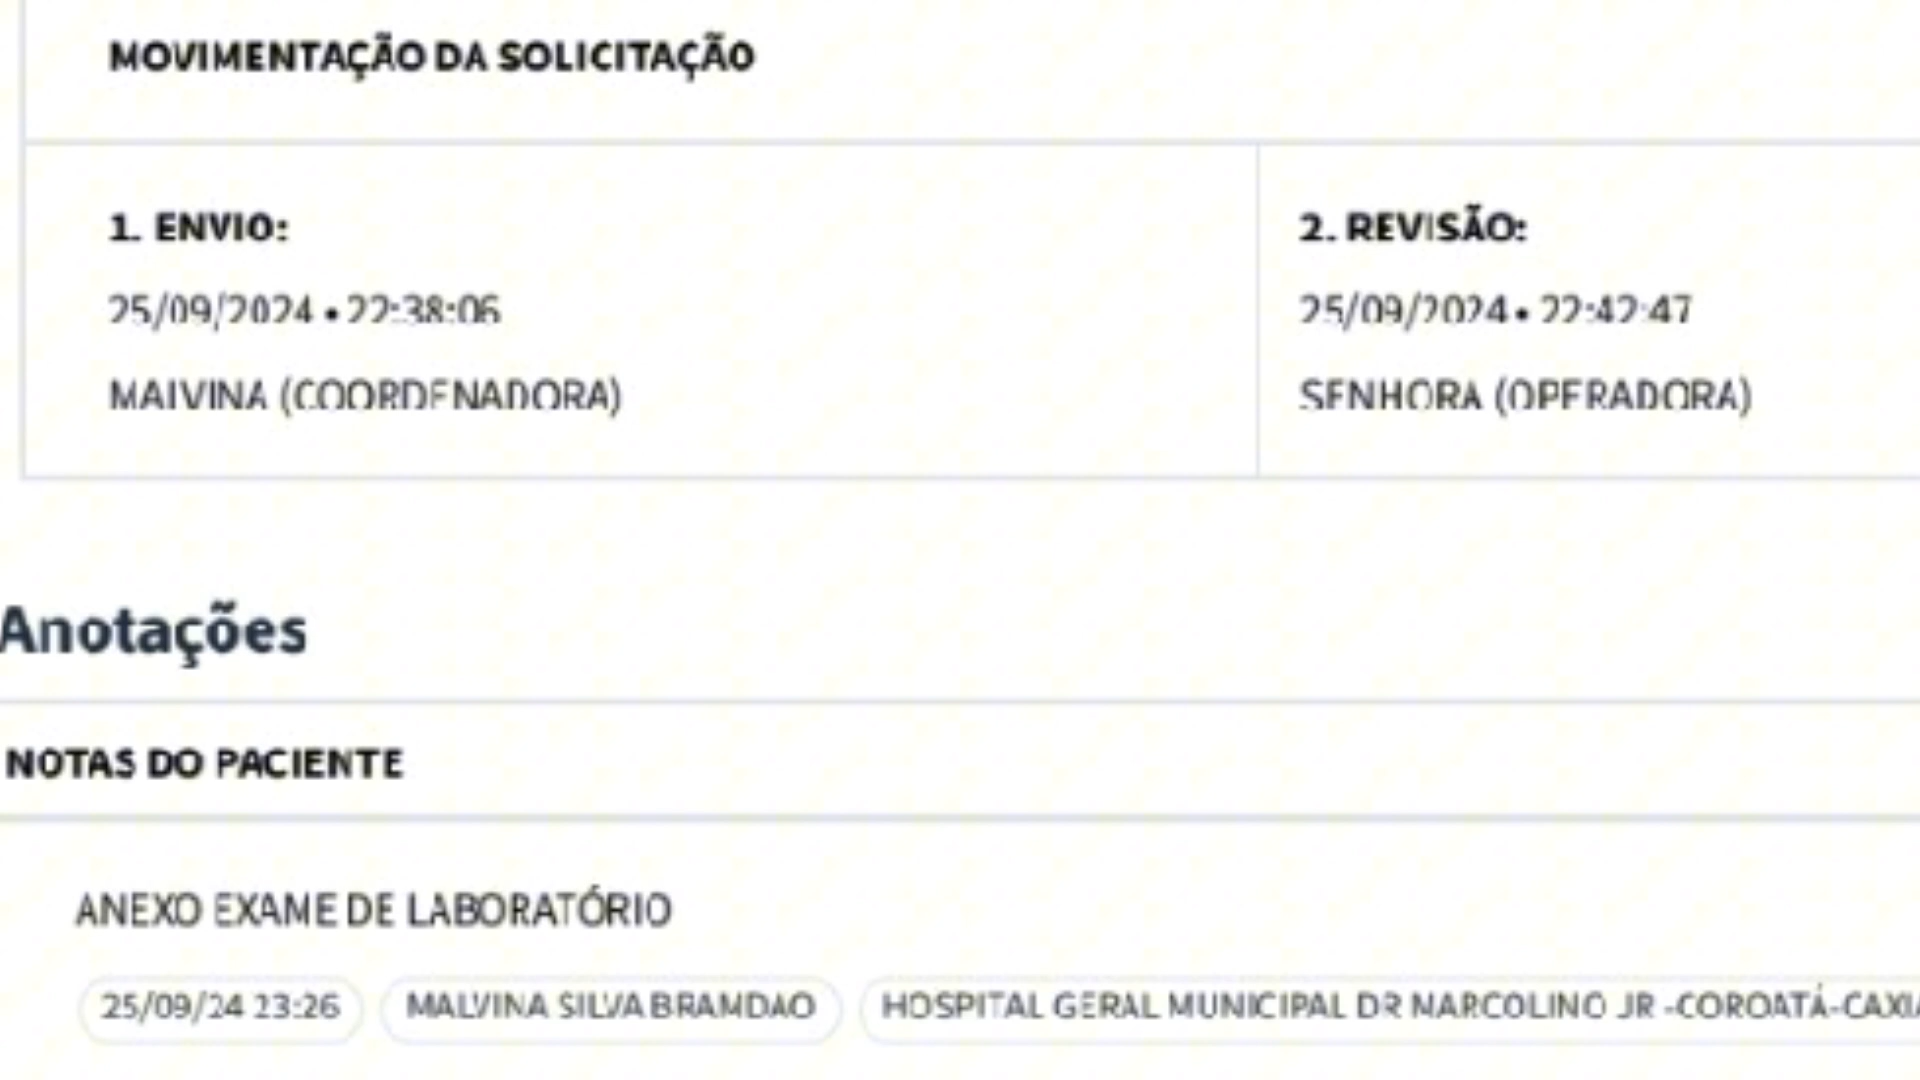 MOVIMENTAÇÃO DA SOLICITAÇÃO
1. ENVIO:
25/09/2024 • 22:38:06
MALVINA (COORDENADORA)
2. REVISÃO:
25/09/2024 • 22:42:47
SENHORA (OPERADORA)
Anotações
NOTAS DO PACIENTE
ANEXO EXAME DE LABORATÓRIO
25/09/24 23:26 MALVINA SILVA BRAMDAO HOSPITAL GERAL MUNICIPAL DR NARCOLINO JR -COROATÁ-CAXIA